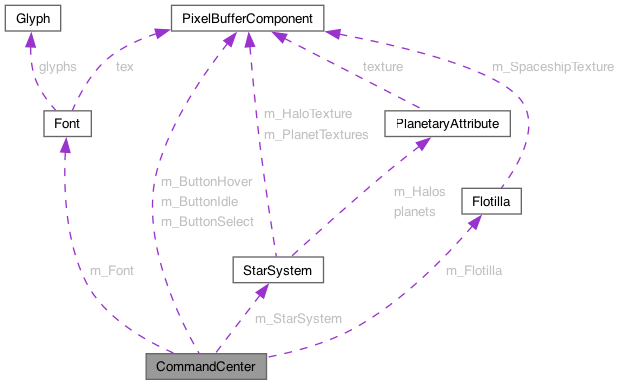 Glyph
PixelBufferComponent
glyphs
tex
texture
m_SpaceshipTexture
Font
m_HaloTexture
m_PlanetTextures
PlanetaryAttribute
m_ButtonHover
m_ButtonIdle
m_ButtonSelect
m_Halos
planets
Flotilla
m_Font
StarSystem
m_Flotilla
m_StarSystem
CommandCenter